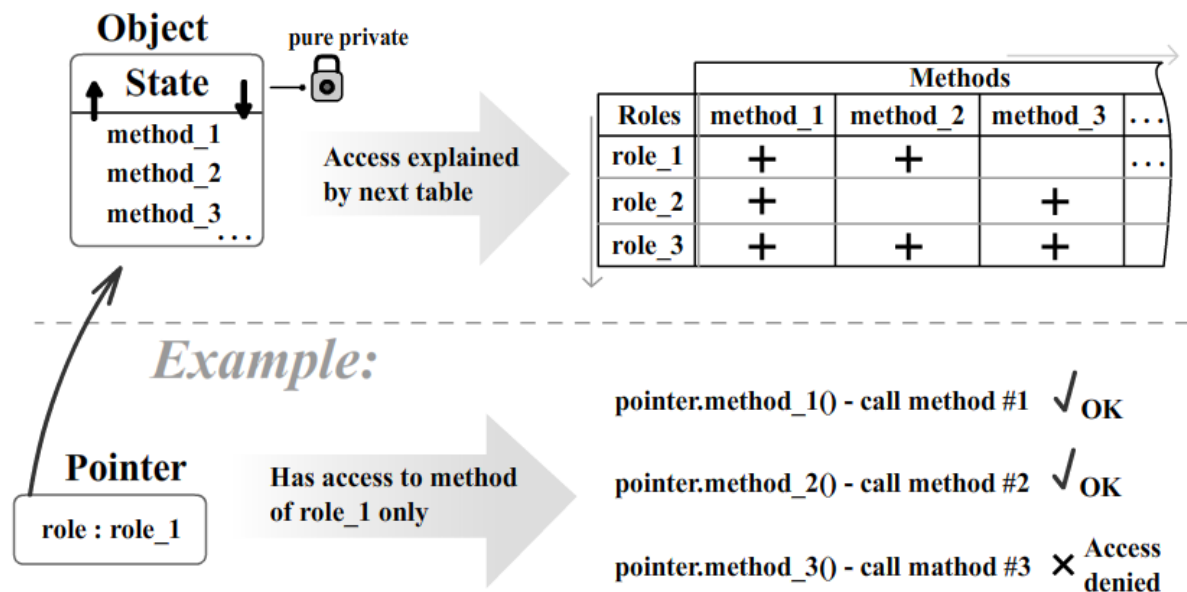 Object
pure private
State
method_1
method_2
method_3
...
Access explained
by next table
Methods
Roles method_1 method_2 method_3 ...
role_1 + + ...
role_2 + +
role_3 + + +
Example:
Pointer
role : role_1
Has access to method
of role_1 only
pointer.method_1() - call method #1 √ OK
pointer.method_2() - call method #2 √ OK
pointer.method_3() - call mathod #3 × Access
denied